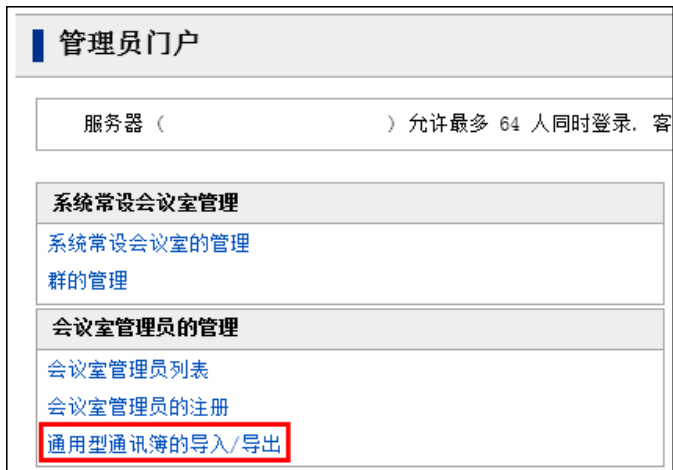 管理员门户
服务器（ ）允许最多 64 人同时登录. 客
系统常设会议室管理
系统常设会议室的管理
群的管理
会议室管理员的管理
会议室管理员列表
会议室管理员的注册
通用型通讯簿的导入/导出